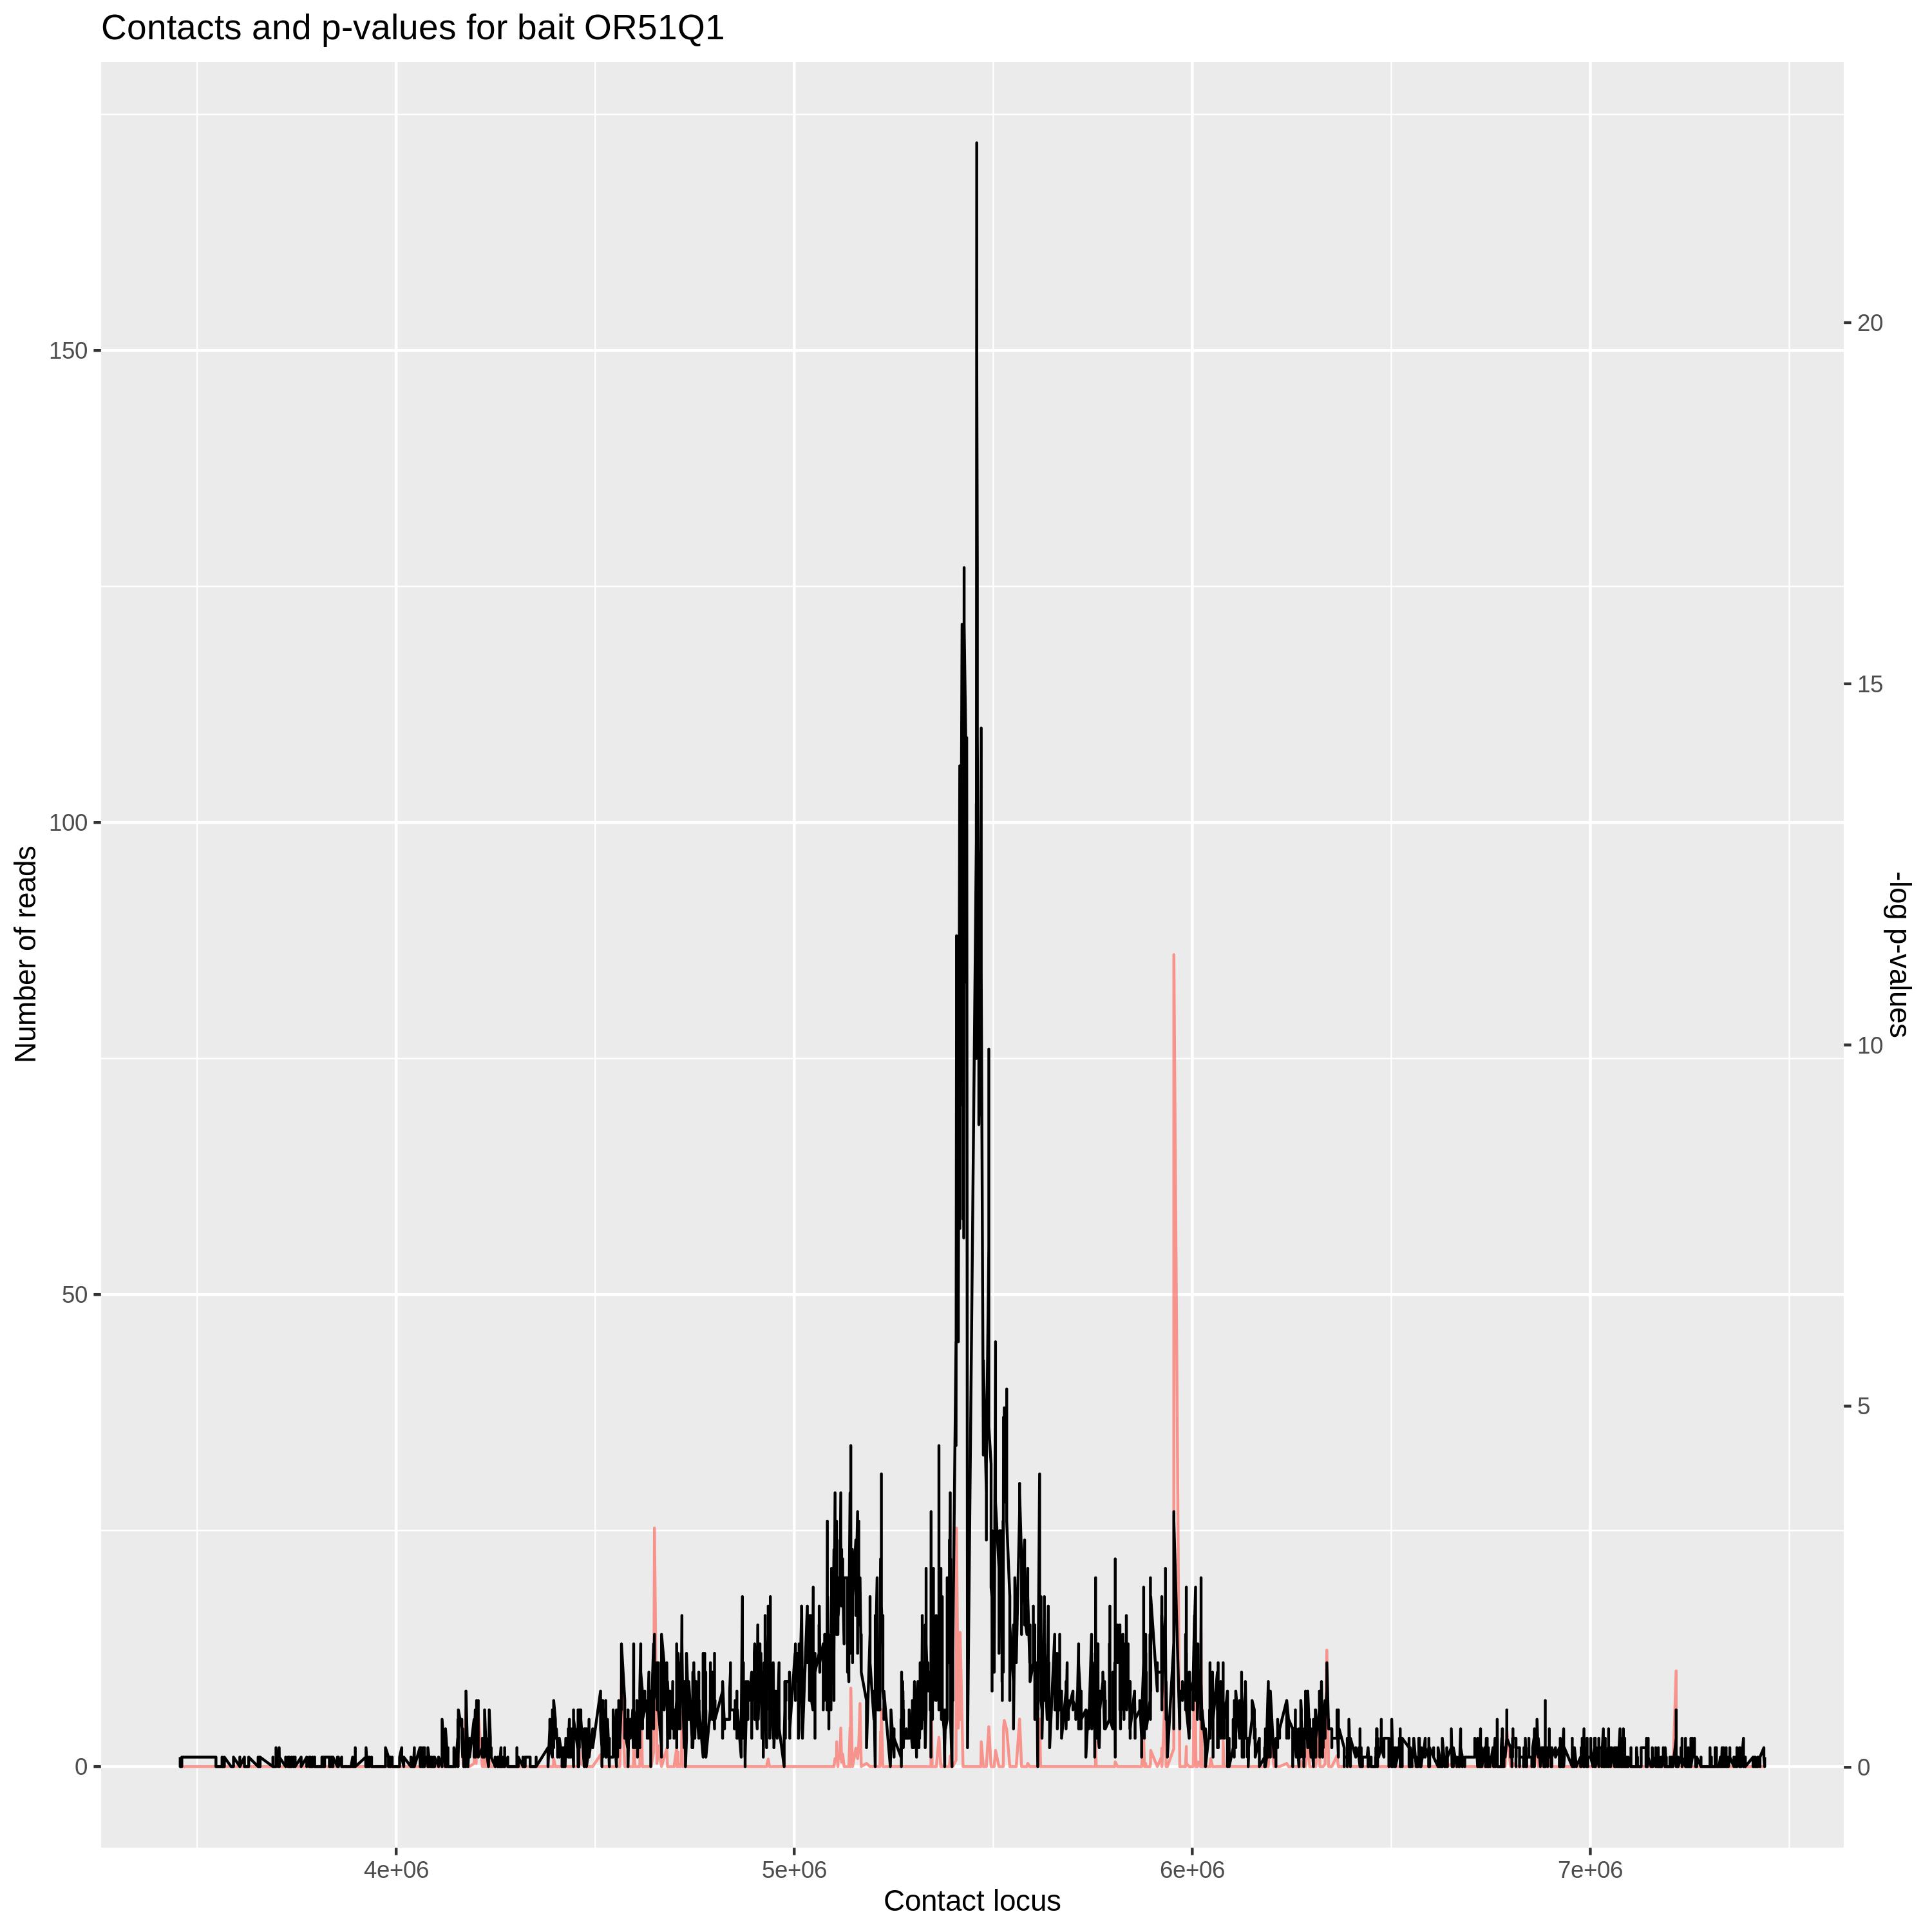 Contacts and p-values for bait OR51Q1
150
100
50
0
Number of reads
20
15
10
5
0
-log p-values
4e+06
5e+06
6e+06
7e+06
Contact locus